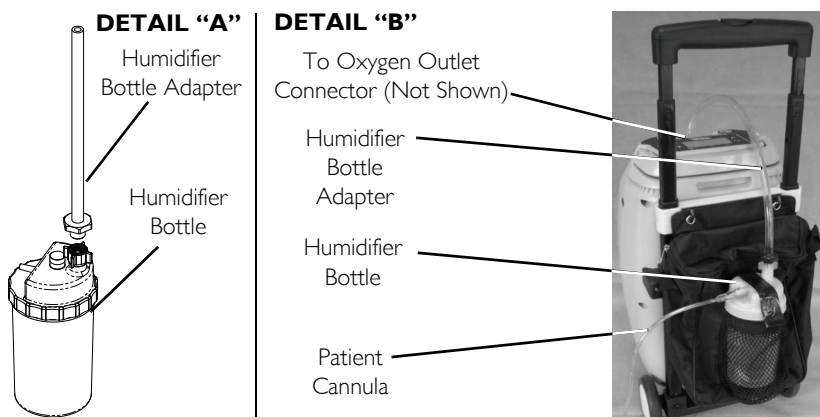 DETAIL “A”
Humidifier
Bottle Adapter
Humidifier
Bottle
DETAIL “B”
To Oxygen Outlet
Connector (Not Shown)
Humidifier
Bottle
Adapter
Humidifier
Bottle
Patient
Cannula